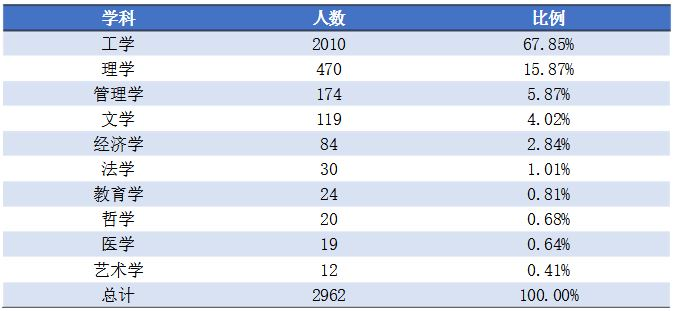 学科 人数 比例
工学 2010 67.85%
理学 470 15.87%
管理学 174 5.87%
文学 119 4.02%
经济学 84 2.84%
法学 30 1.01%
教育学 24 0.81%
哲学 20 0.68%
医学 19 0.64%
艺术学 12 0.41%
总计 2962 100.00%